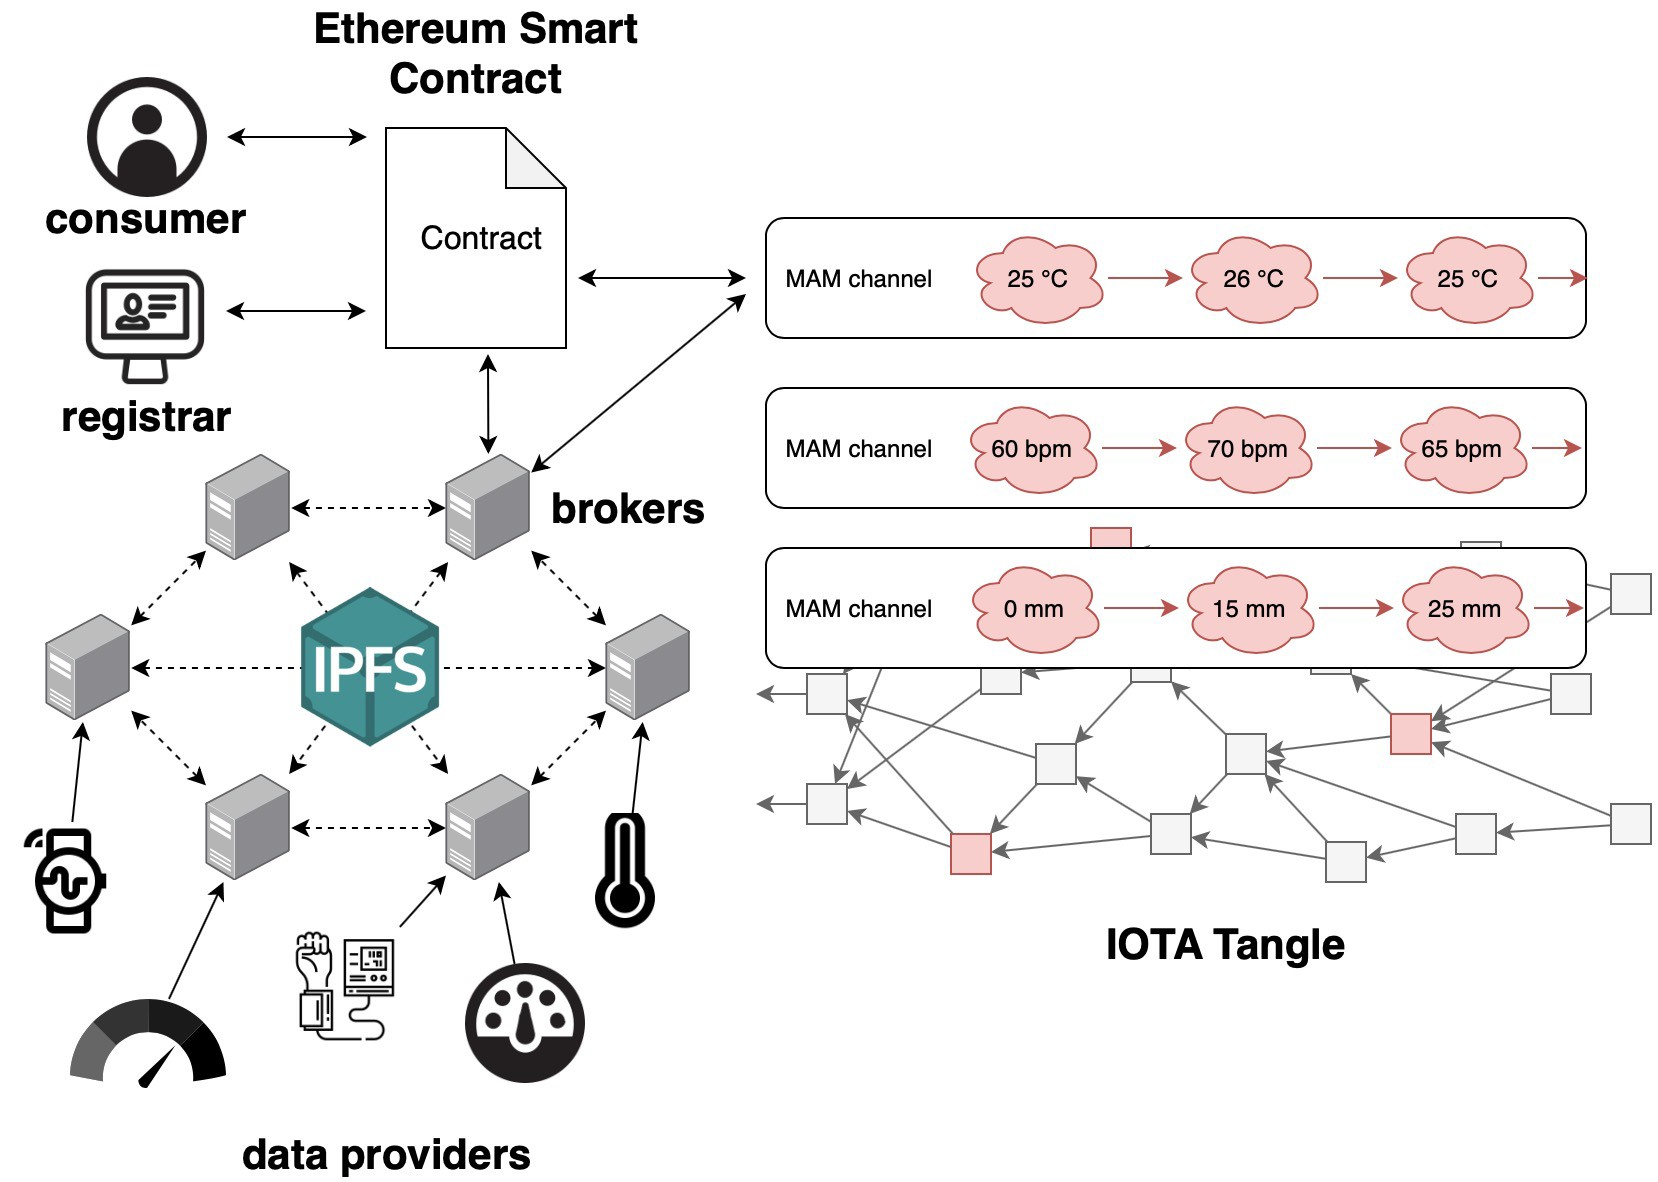 Ethereum Smart
Contract
consumer
Contract
registrar
MAM channel 25 °C 26 °C 25 °C
MAM channel 60 bpm 70 bpm 65 bpm
brokers
MAM channel 0 mm 15 mm 25 mm
IPFS
IOTA Tangle
data providers